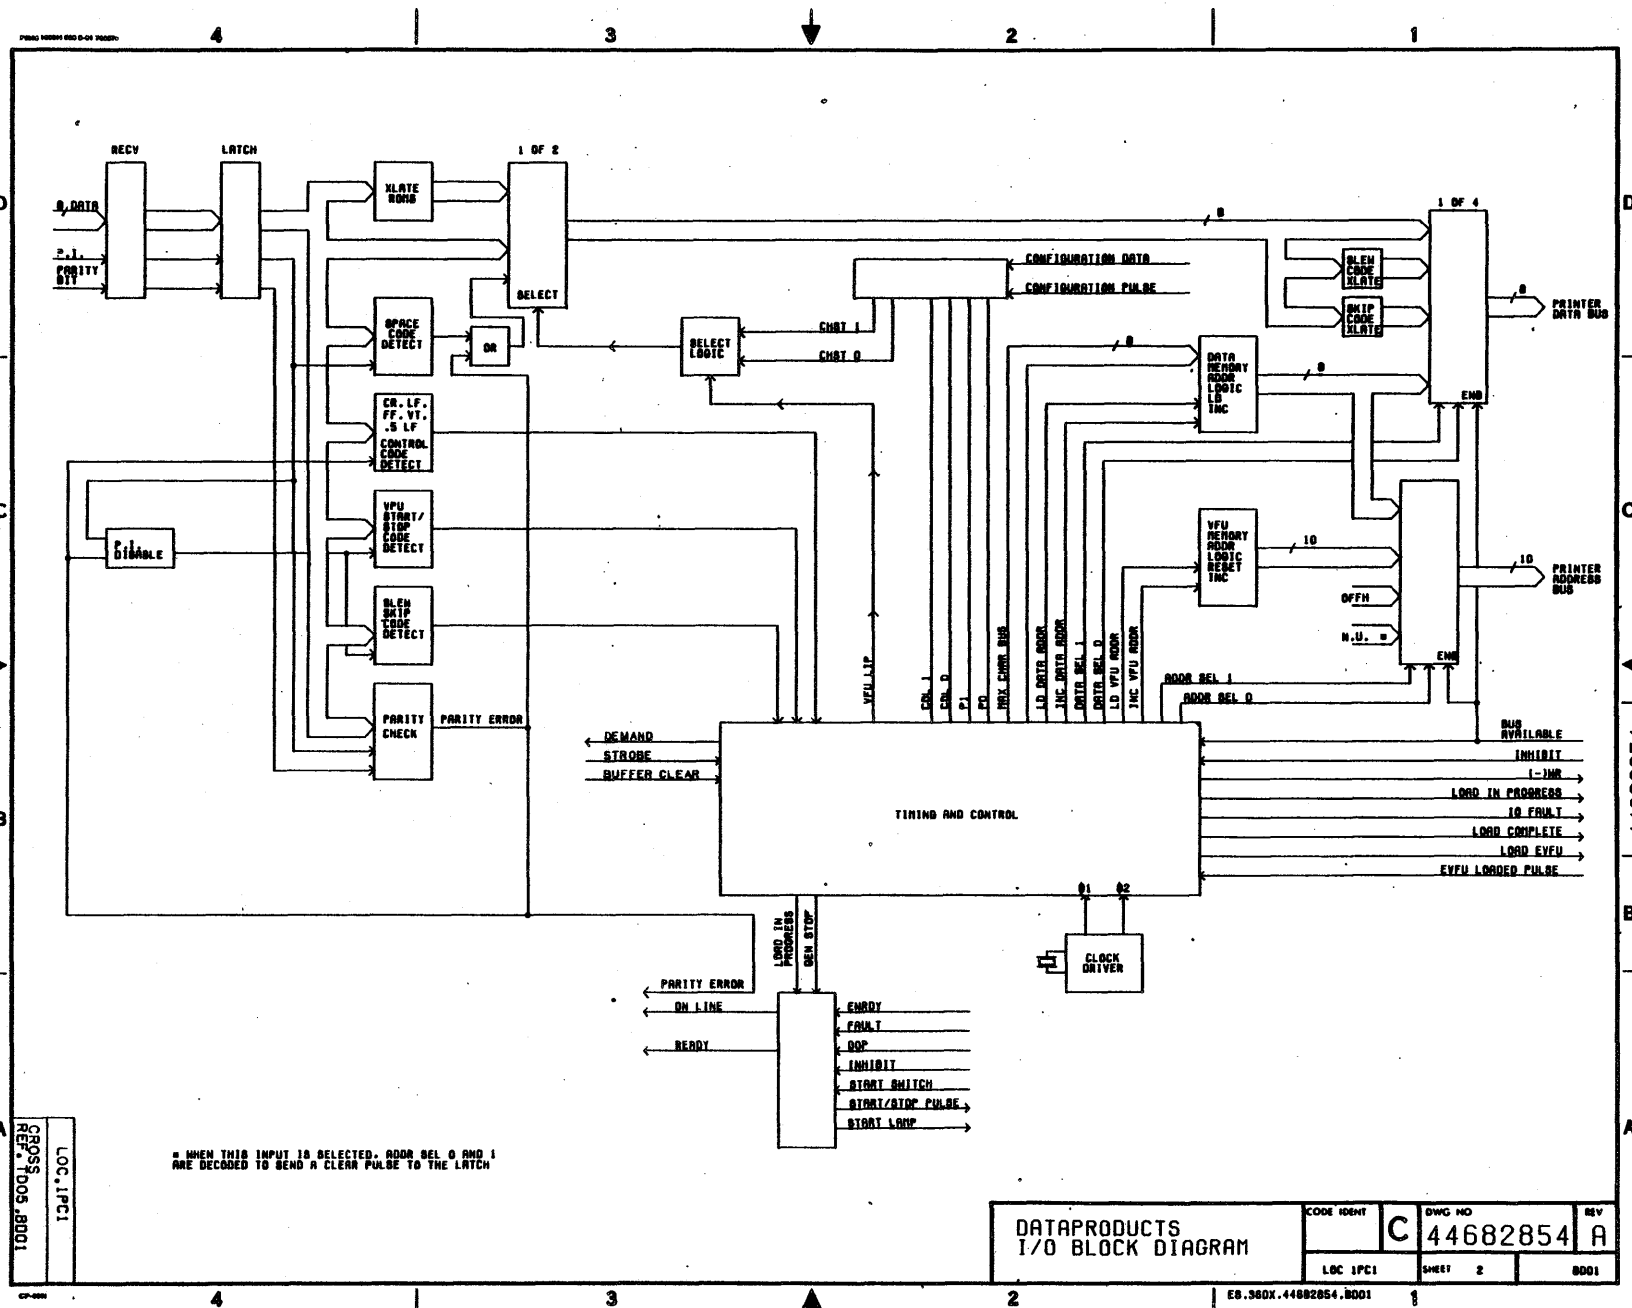 4 3 2 1
RECV
LATCH
1 OF 2
1 OF 4
D
D
8 DATA
P.I.
PARITY
BIT
XLATE
ROMS
SELECT
8
CONFIGURATION DATA
CONFIGURATION PULSE
SLEW
CODE
XLATE
SKIP
CODE
XLATE
8
PRINTER
DATA BUS
SPACE
CODE
DETECT
OR
SELECT
LOGIC
CHST 1
CHST 0
8
DATA
MEMORY
ADDR
LOGIC
LD
INC
8
ENB
CR.LF.
FF.VT.
.5 LF
CONTROL
CODE
DETECT
C
C
P.I.
DISABLE
VFU
START/
STOP
CODE
DETECT
VFU
MEMORY
ADDR
LOGIC
RESET
INC
10
OFFH
N.U. *
ENB
10
PRINTER
ADDRESS
BUS
SLEW
SKIP
CODE
DETECT
VFU LIP
COL 1
COL 0
P1
P0
MAX CHAR BUS
LD DATA ADDR
INC DATA ADDR
DATA SEL 1
DATA SEL 0
LD VFU ADDR
INC VFU ADDR
ADDR SEL 1
ADDR SEL 0
PARITY
CHECK
PARITY ERROR
DEMAND
STROBE
BUFFER CLEAR
TIMING AND CONTROL
BUS
AVAILABLE
INHIBIT
(-)WR
LOAD IN PROGRESS
IO FAULT
LOAD COMPLETE
LOAD EVFU
EVFU LOADED PULSE
B
B
Ø1 Ø2
LOAD IN
PROGRESS
GEN STOP
CLOCK
DRIVER
PARITY ERROR
ON LINE
READY
ENRDY
FAULT
OOP
INHIBIT
START SWITCH
START/STOP PULSE
START LAMP
A
A
* WHEN THIS INPUT IS SELECTED. ADDR SEL 0 AND 1
ARE DECODED TO SEND A CLEAR PULSE TO THE LATCH
LOC.1PC1
CROSS
REF. TD05.BD01
DATAPRODUCTS
I/O BLOCK DIAGRAM
CODE IDENT
C
DWG NO
44682854
REV
A
LOC 1PC1
SHEET 2
BD01
E8.360X.44682854.BD01
4 3 2 1